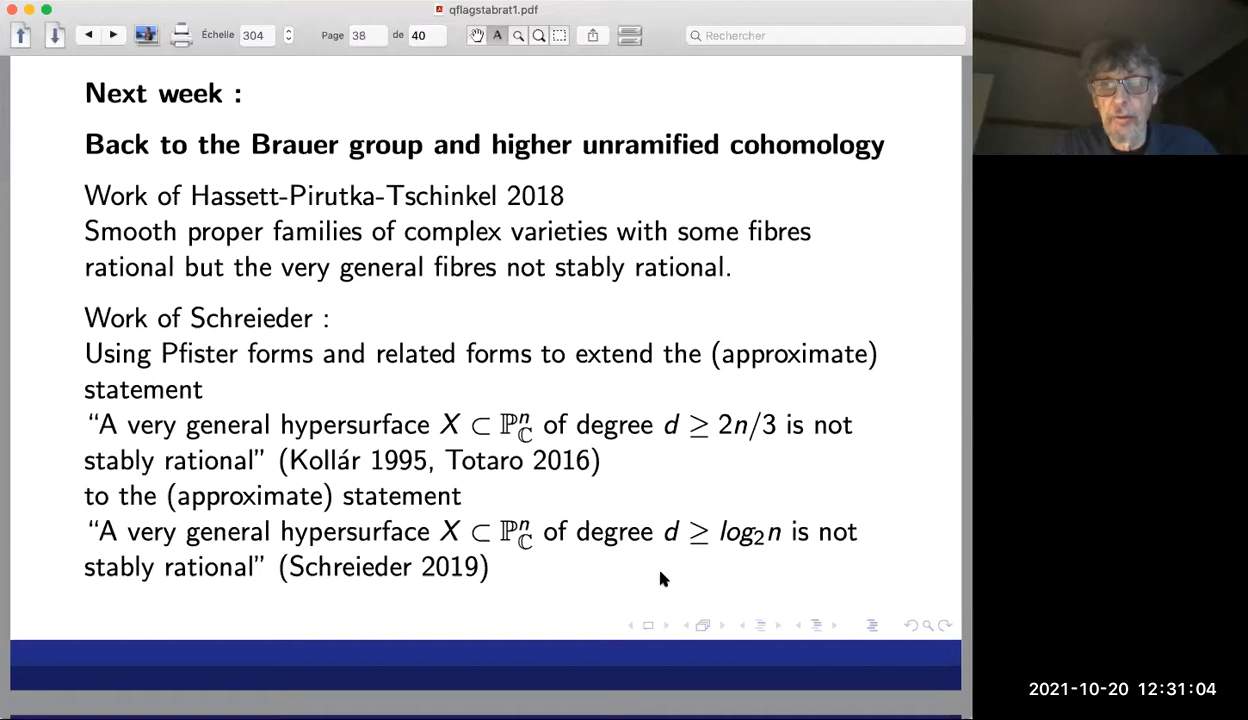 qflagstabrat1.pdf
Échelle 304 Page 38 de 40 Rechercher
Next week :
Back to the Brauer group and higher unramified cohomology
Work of Hassett-Pirutka-Tschinkel 2018
Smooth proper families of complex varieties with some fibres
rational but the very general fibres not stably rational.
Work of Schreieder :
Using Pfister forms and related forms to extend the (approximate)
statement
“A very general hypersurface X ⊂ ℙⁿ_ℂ of degree d ≥ 2n/3 is not
stably rational” (Kollár 1995, Totaro 2016)
to the (approximate) statement
“A very general hypersurface X ⊂ ℙⁿ_ℂ of degree d ≥ log₂n is not
stably rational” (Schreieder 2019)
2021-10-20 12:31:04